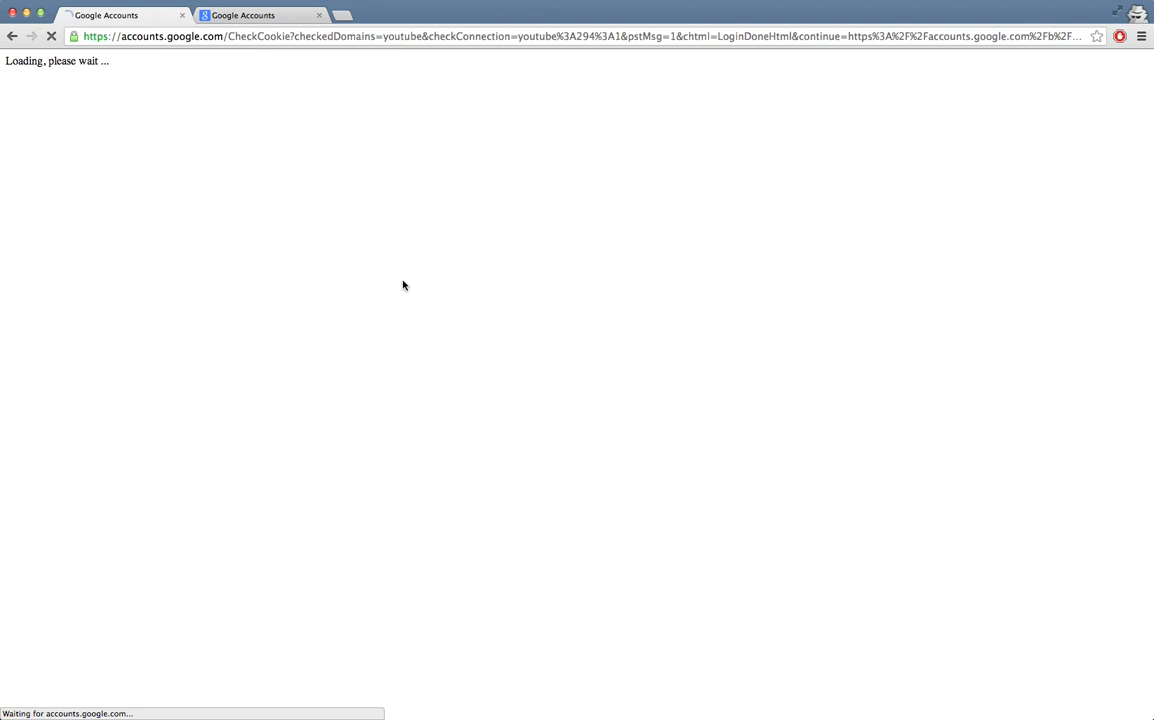 Google Accounts
Google Accounts
https://accounts.google.com/CheckCookie?checkedDomains=youtube&checkConnection=youtube%3A294%3A1&pstMsg=1&chtml=LoginDoneHtml&continue=https%3A%2F%2Faccounts.google.com%2Fb%2F...
Loading, please wait ...
Waiting for accounts.google.com...